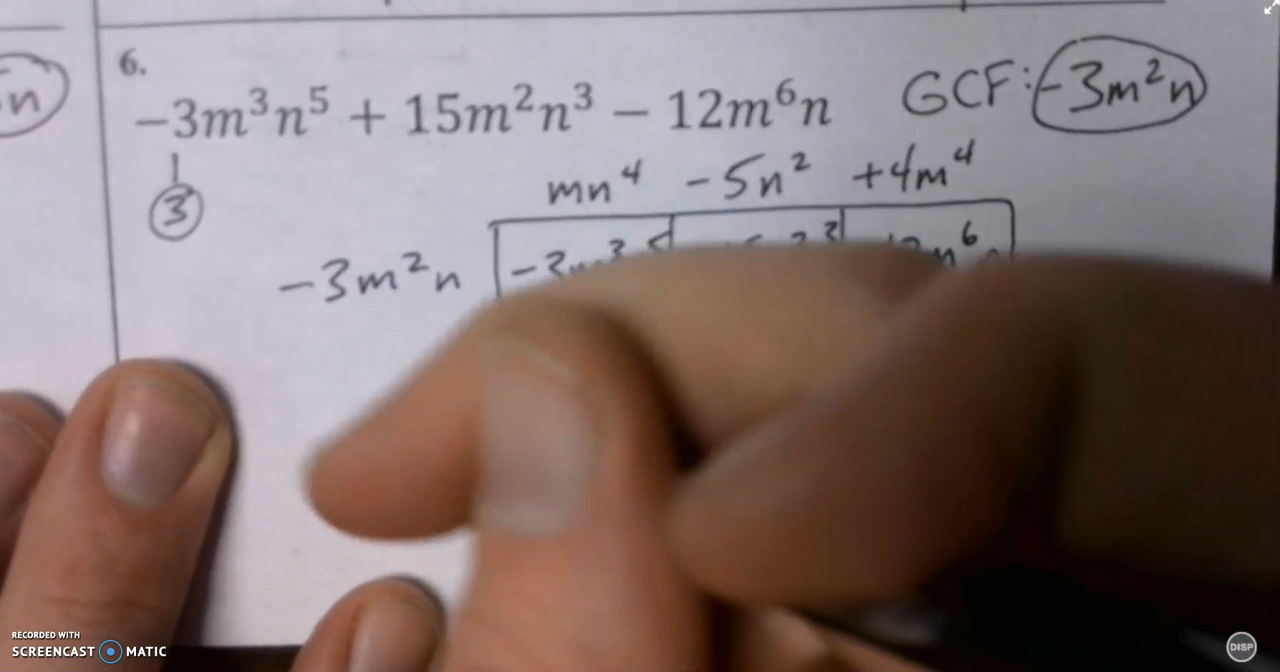 6.
n
−3m³n⁵ + 15m²n³ − 12m⁶n GCF: -3m²n
3
mn⁴ -5n² +4m⁴
-3m²n
RECORDED WITH
SCREENCAST MATIC
DISP